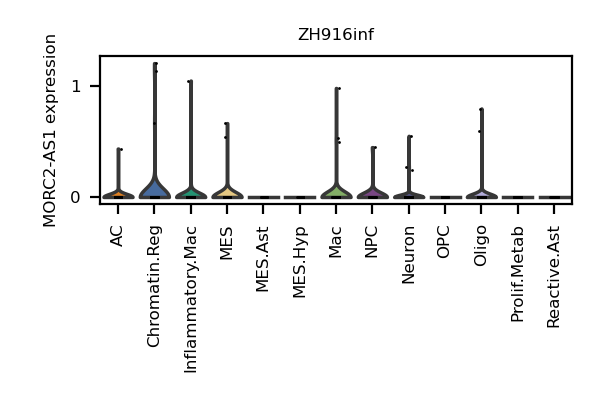 ZH916inf
MORC2-AS1 expression
1
0
AC
Chromatin.Reg
Inflammatory.Mac
MES
MES.Ast
MES.Hyp
Mac
NPC
Neuron
OPC
Oligo
Prolif.Metab
Reactive.Ast